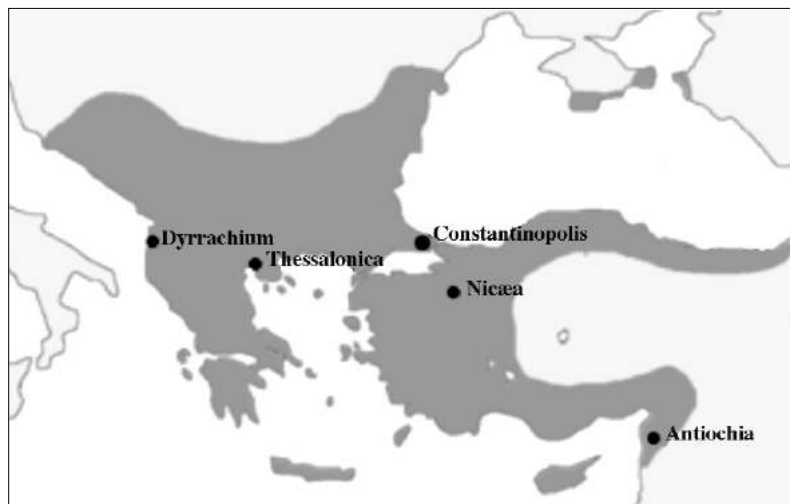 Constantinopolis
Dyrrachium
Thessalonica
Nicæa
Antiochia